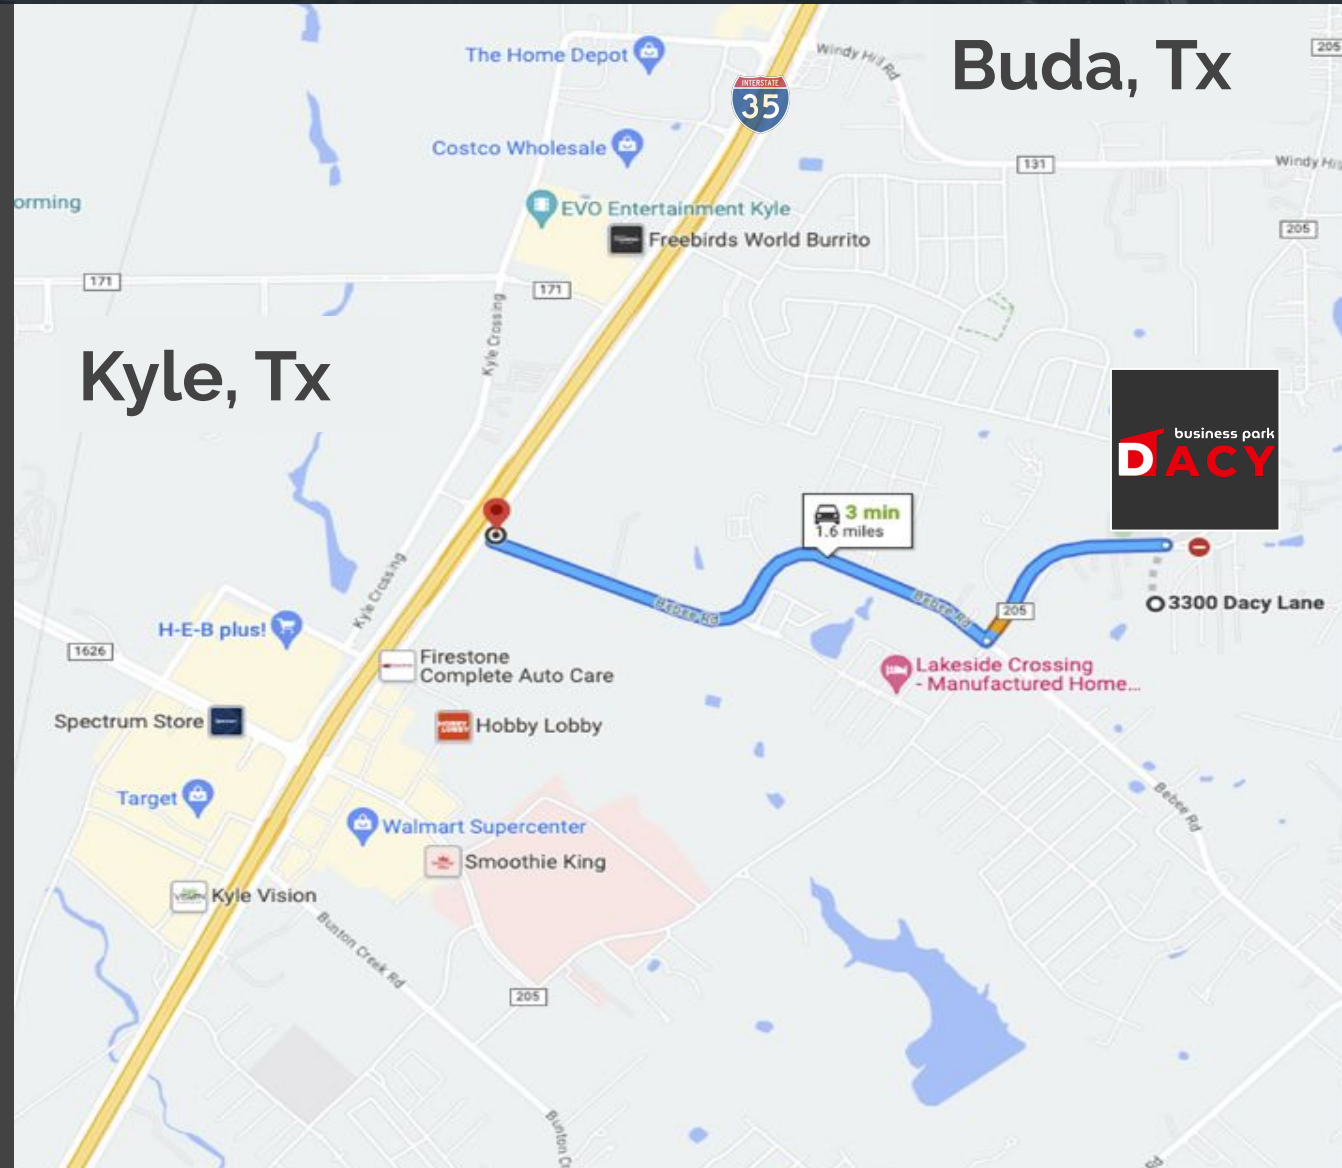 Buda, Tx
The Home Depot
Windy Hill Rd
205
INTERSTATE
35
Costco Wholesale
131
Windy Hil
orming
EVO Entertainment Kyle
205
Freebirds World Burrito
171
171
Kyle Crossing
Kyle, Tx
business park
DACY
3 min
1.6 miles
Kyle Crossing
Bebee Rd
Bebee Rd
205
3300 Dacy Lane
H-E-B plus!
1626
Firestone
Complete Auto Care
Lakeside Crossing
- Manufactured Home...
Spectrum Store
HOBBY
LOBBY
Hobby Lobby
Target
Bebee Rd
Walmart Supercenter
Smoothie King
Kyle Vision
Bunton Creek Rd
205